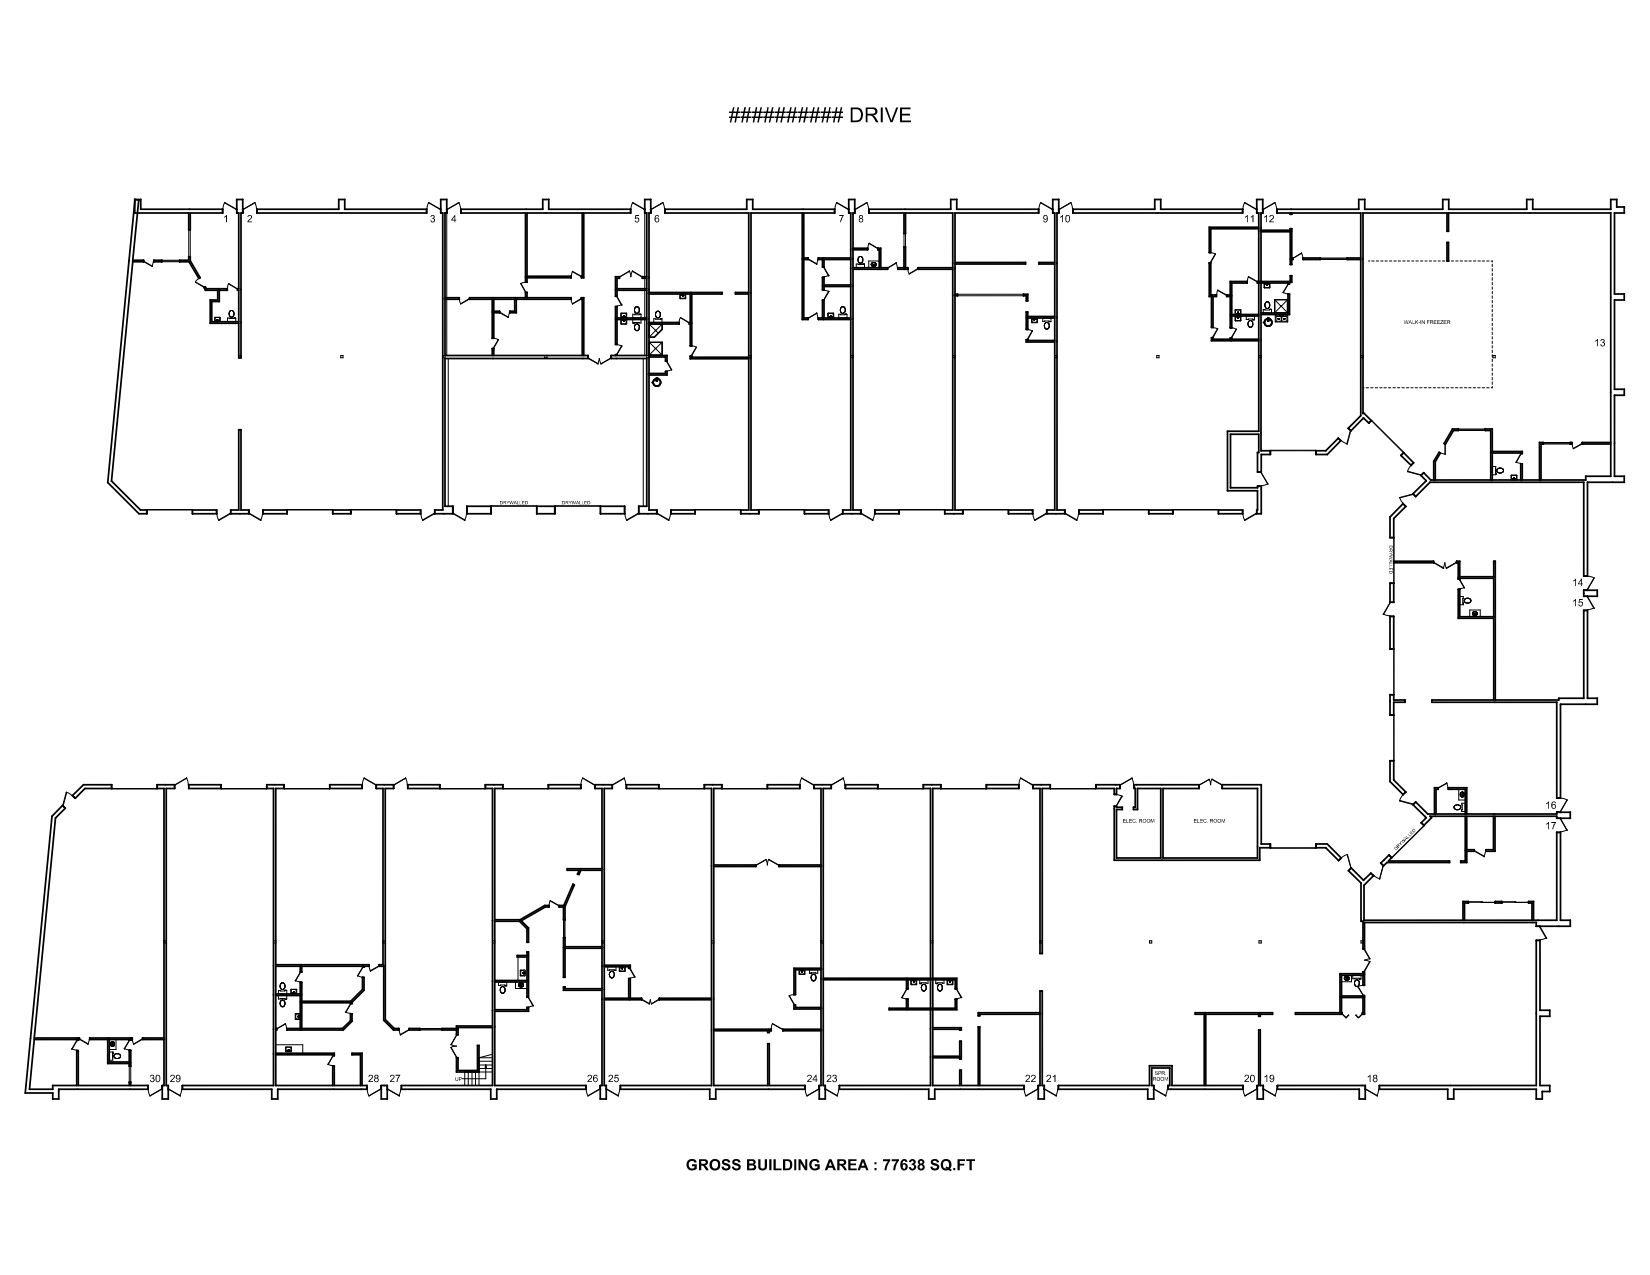 ########## DRIVE
1 2 3 4 5 6 7 8 9 10 11 12
WALK-IN FREEZER
13
DRYWALLED DRYWALLED
DRYWALLED
14
15
16
17
DRYWALLED
ELEC. ROOM ELEC. ROOM
UP
SPR. ROOM
30 29 28 27 26 25 24 23 22 21 20 19 18
GROSS BUILDING AREA : 77638 SQ.FT